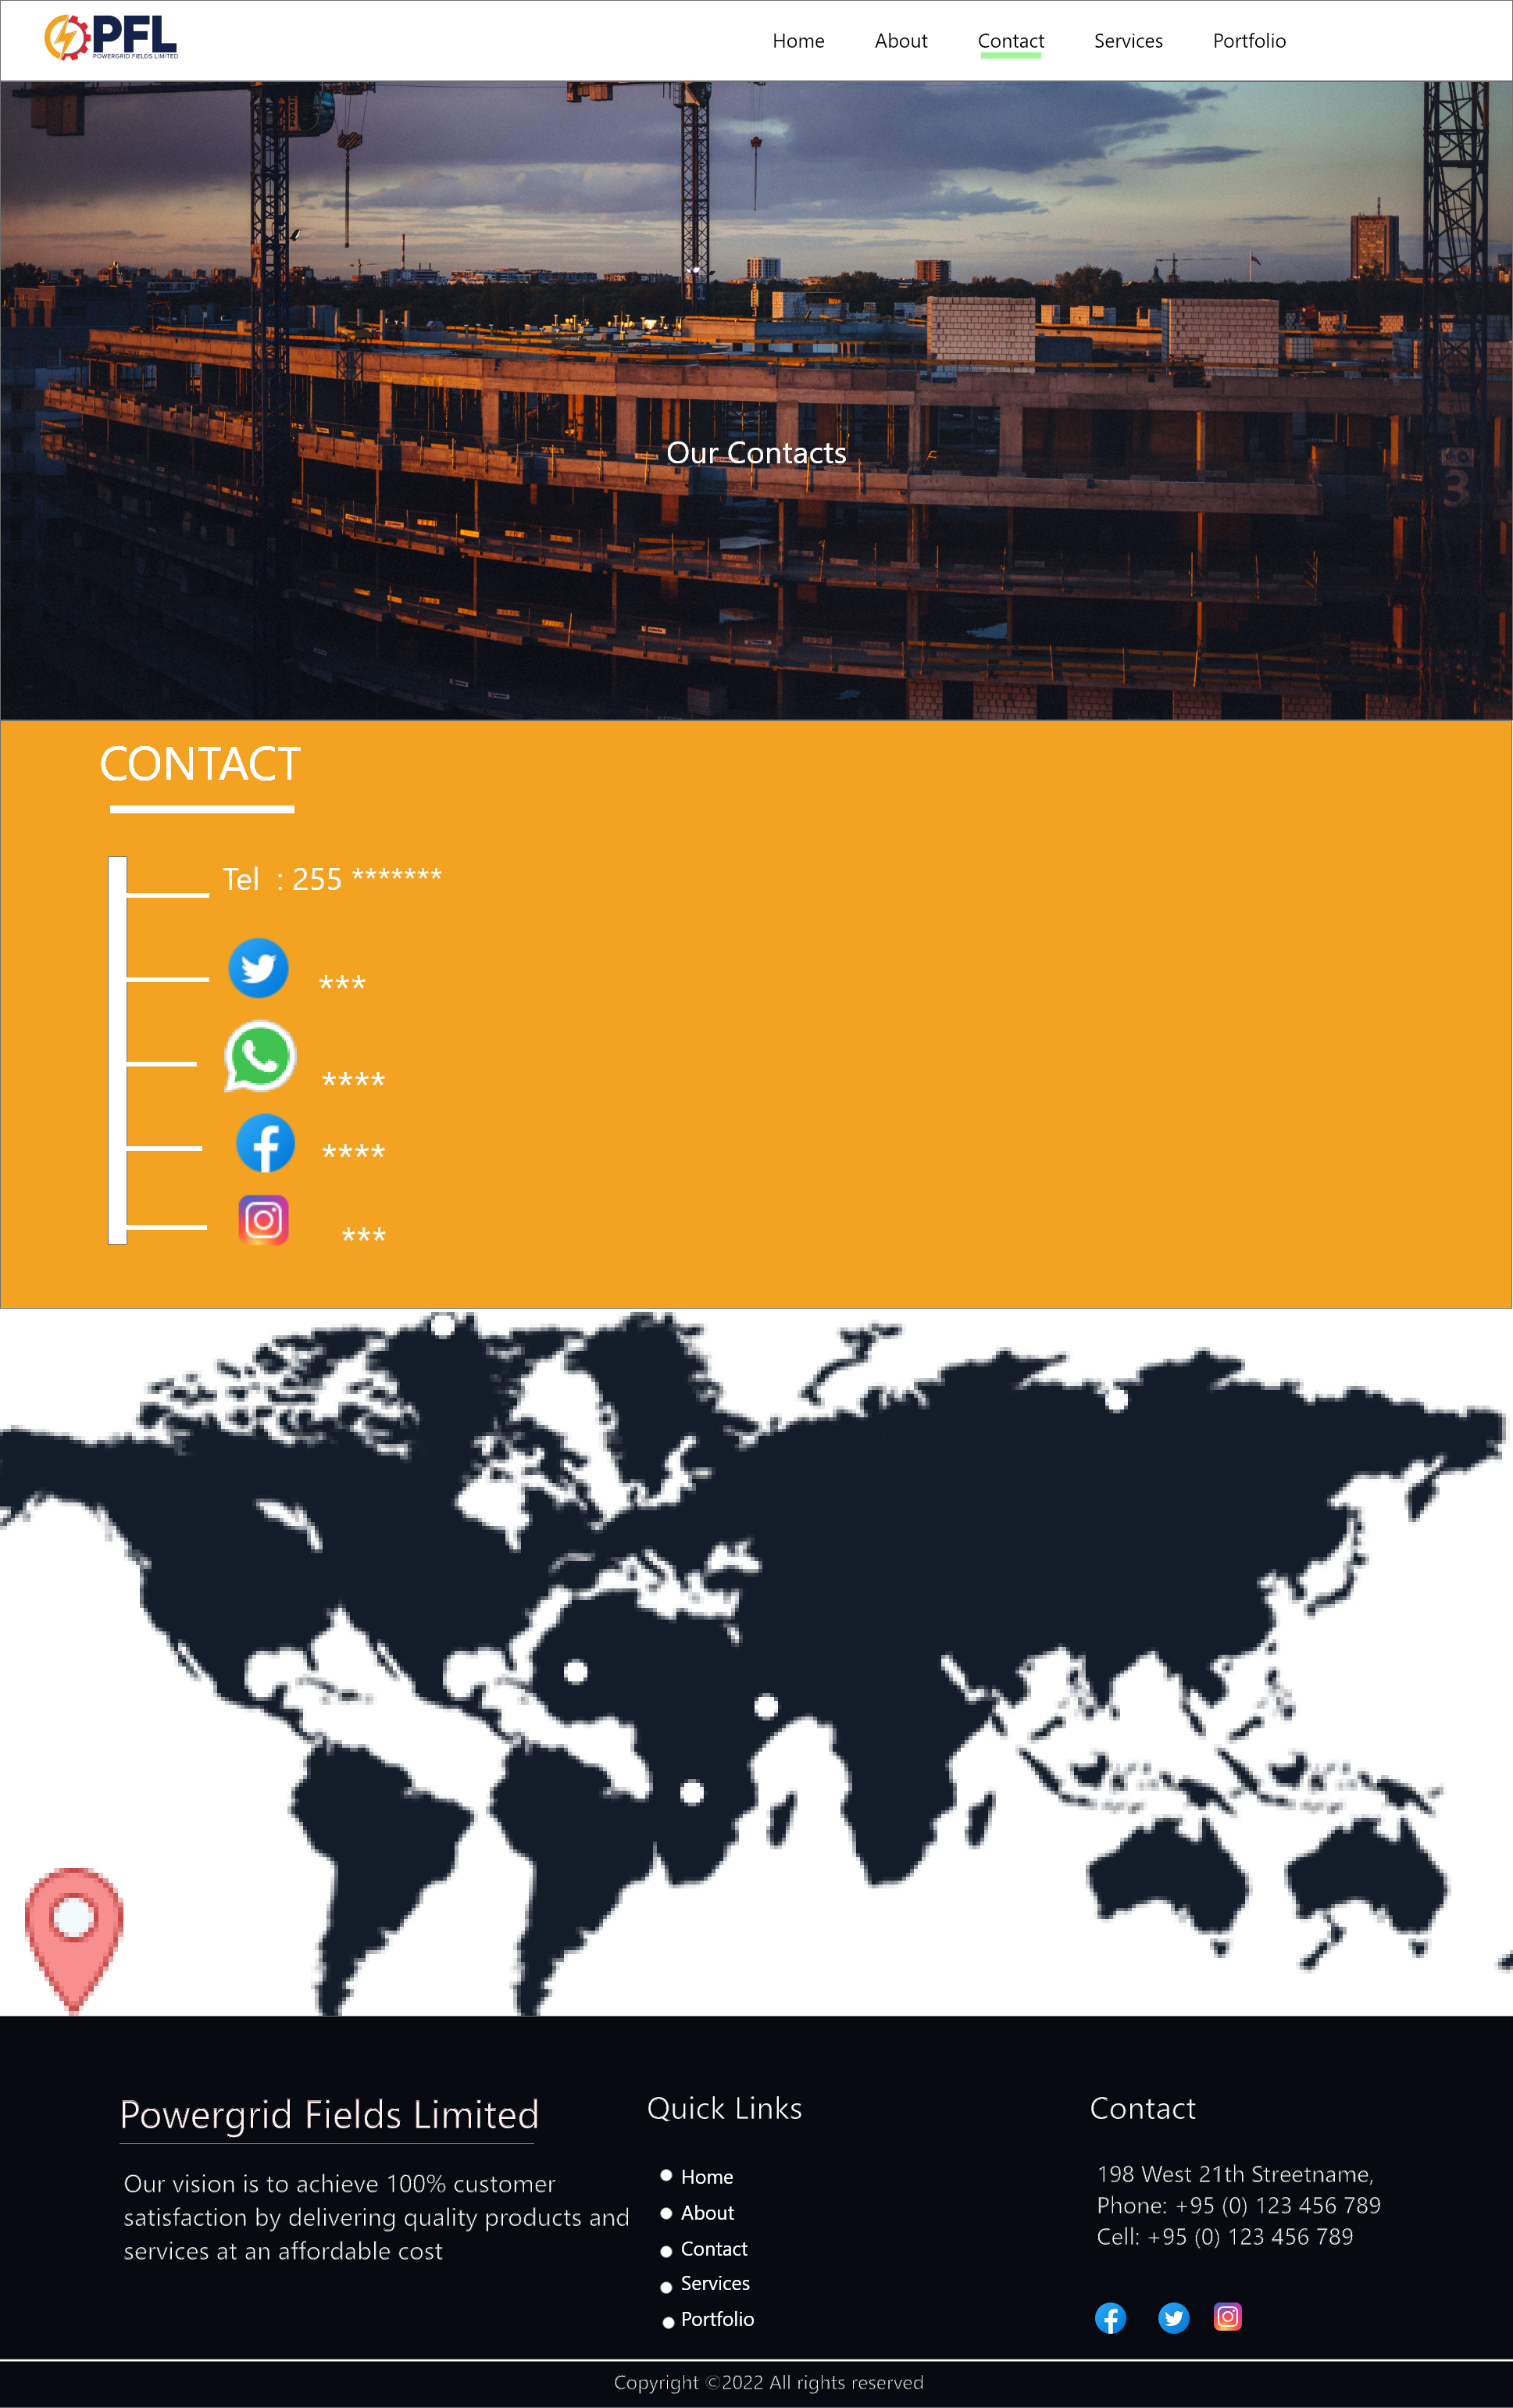 PFL
POWERGRID FIELDS LIMITED
Home About Contact Services Portfolio
POTAIN
Our Contacts
3
CONTACT
Tel : 255 *******
***
****
****
***
Powergrid Fields Limited
Our vision is to achieve 100% customer
satisfaction by delivering quality products and
services at an affordable cost
Quick Links
Home
About
Contact
Services
Portfolio
Contact
198 West 21th Streetname,
Phone: +95 (0) 123 456 789
Cell: +95 (0) 123 456 789
Copyright ©2022 All rights reserved